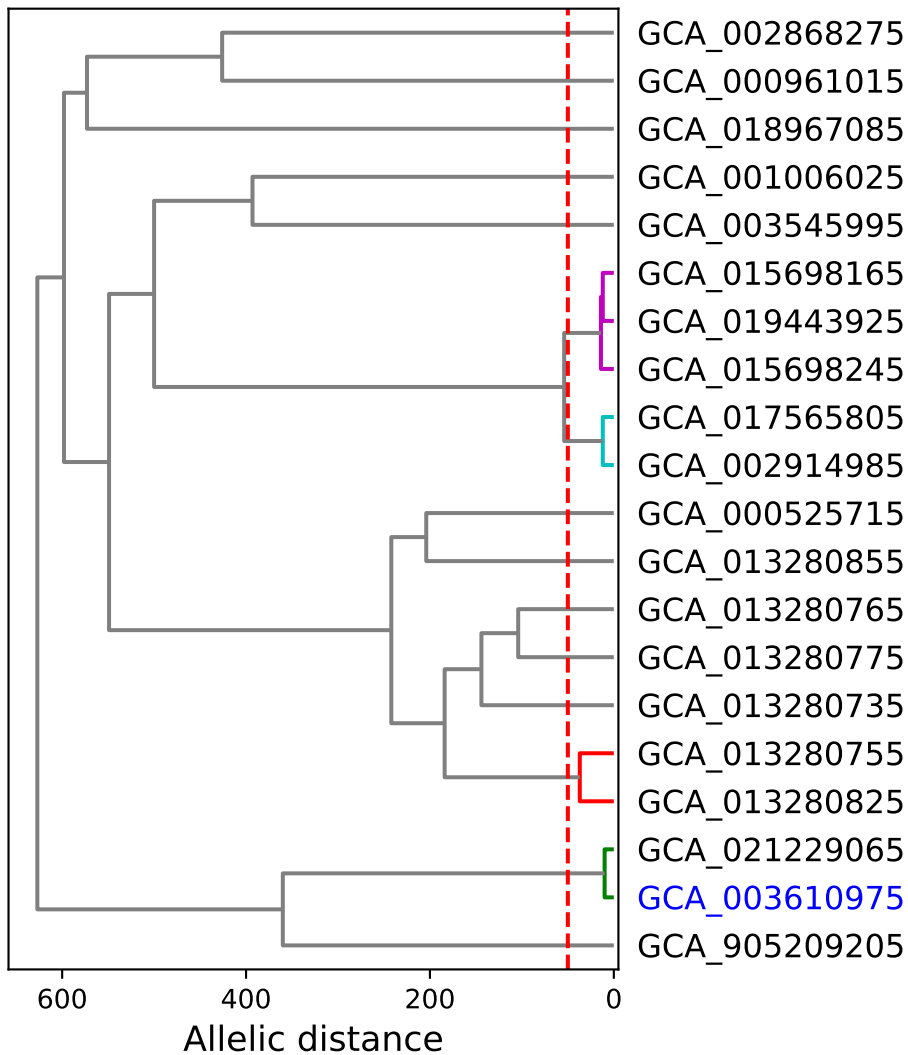 GCA_002868275
GCA_000961015
GCA_018967085
GCA_001006025
GCA_003545995
GCA_015698165
GCA_019443925
GCA_015698245
GCA_017565805
GCA_002914985
GCA_000525715
GCA_013280855
GCA_013280765
GCA_013280775
GCA_013280735
GCA_013280755
GCA_013280825
GCA_021229065
GCA_003610975
GCA_905209205
600 400 200 0
Allelic distance